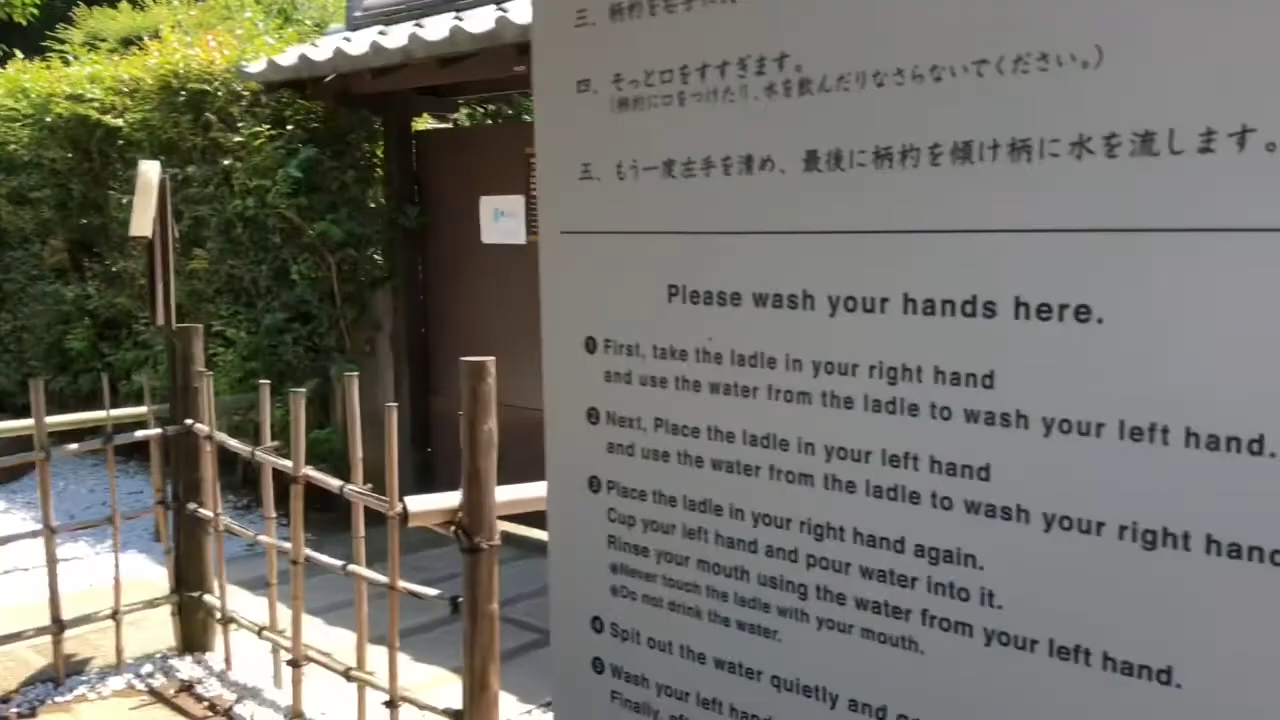 三、柄杓を右手に
四、そっと口をすすぎます。
(柄杓に口をつけたり、水を飲んだりなさらないでください。)
五、もう一度左手を清め、最後に柄杓を傾け柄に水を流します。
Please wash your hands here.
❶ First, take the ladle in your right hand
and use the water from the ladle to wash your left hand.
❷ Next, Place the ladle in your left hand
and use the water from the ladle to wash your right hand
❸ Place the ladle in your right hand again.
Cup your left hand and pour water into it.
Rinse your mouth using the water from your left hand.
●Never touch the ladle with your mouth.
●Do not drink the water.
❹ Spit out the water quietly and
❺ Wash your left hand
Finally,